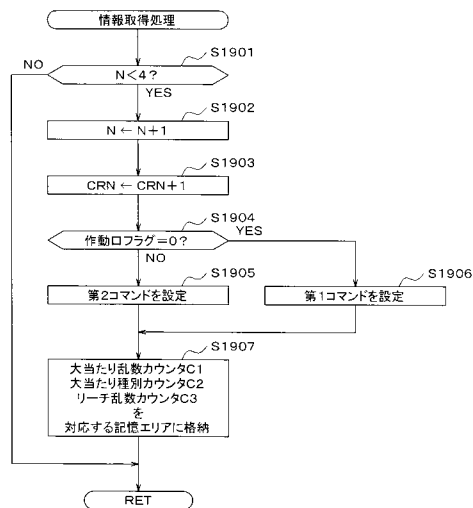 情報取得処理
S1901
NO
N<4?
YES
S1902
N ← N+1
S1903
CRN ← CRN+1
S1904
作動口フラグ=0?
YES
NO
S1905
S1906
第2コマンドを設定
第1コマンドを設定
S1907
大当たり乱数カウンタC1
大当たり種別カウンタC2
リーチ乱数カウンタC3
を
対応する記憶エリアに格納
RET